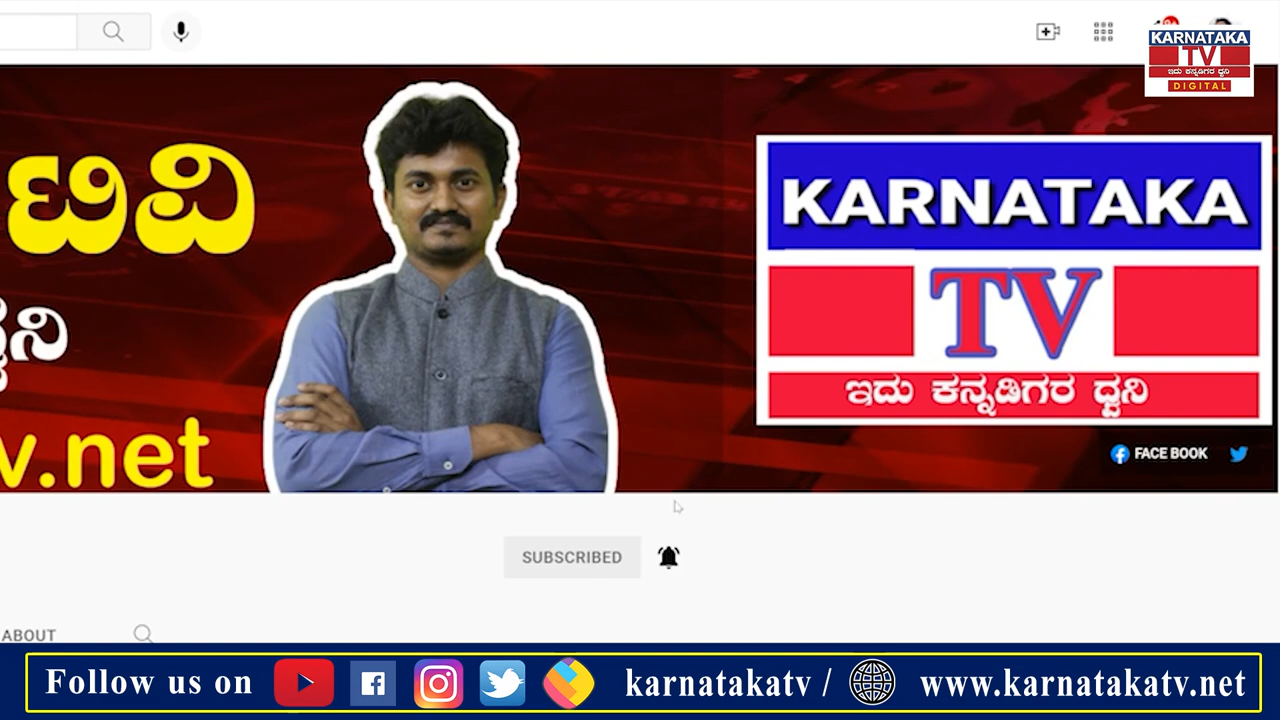 KARNATAKA
TV
ಇದು ಕನ್ನಡಿಗರ ಧ್ವನಿ
DIGITAL
ಟಿವಿ
v.net
KARNATAKA
TV
ಇದು ಕನ್ನಡಿಗರ ಧ್ವನಿ
FACE BOOK
SUBSCRIBED
ABOUT
Follow us on karnatakatv / www.karnatakatv.net